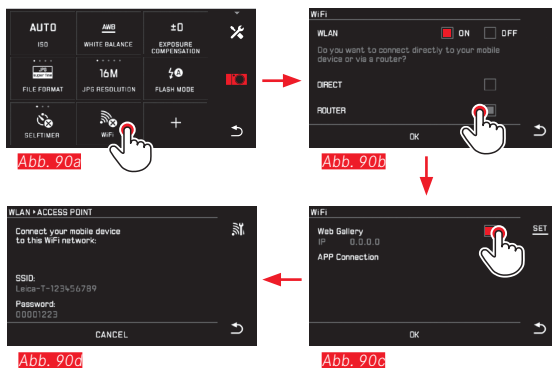 AUTO
ISO
AWB
WHITE BALANCE
±0
EXPOSURE
COMPENSATION
JPG
FILE FORMAT
16M
JPG RESOLUTION
FLASH MODE
SELFTIMER
WiFi
+
Abb. 90a
WiFi
WLAN
ON
OFF
Do you want to connect directly to your mobile
device or via a router?
DIRECT
ROUTER
OK
Abb. 90b
WLAN ▸ ACCESS POINT
Connect your mobile device
to this WiFi network:
SSID:
Leica-T-123456789
Password:
00001223
CANCEL
Abb. 90d
WiFi
Web Gallery
IP 0.0.0.0
APP Connection
SET
OK
Abb. 90c